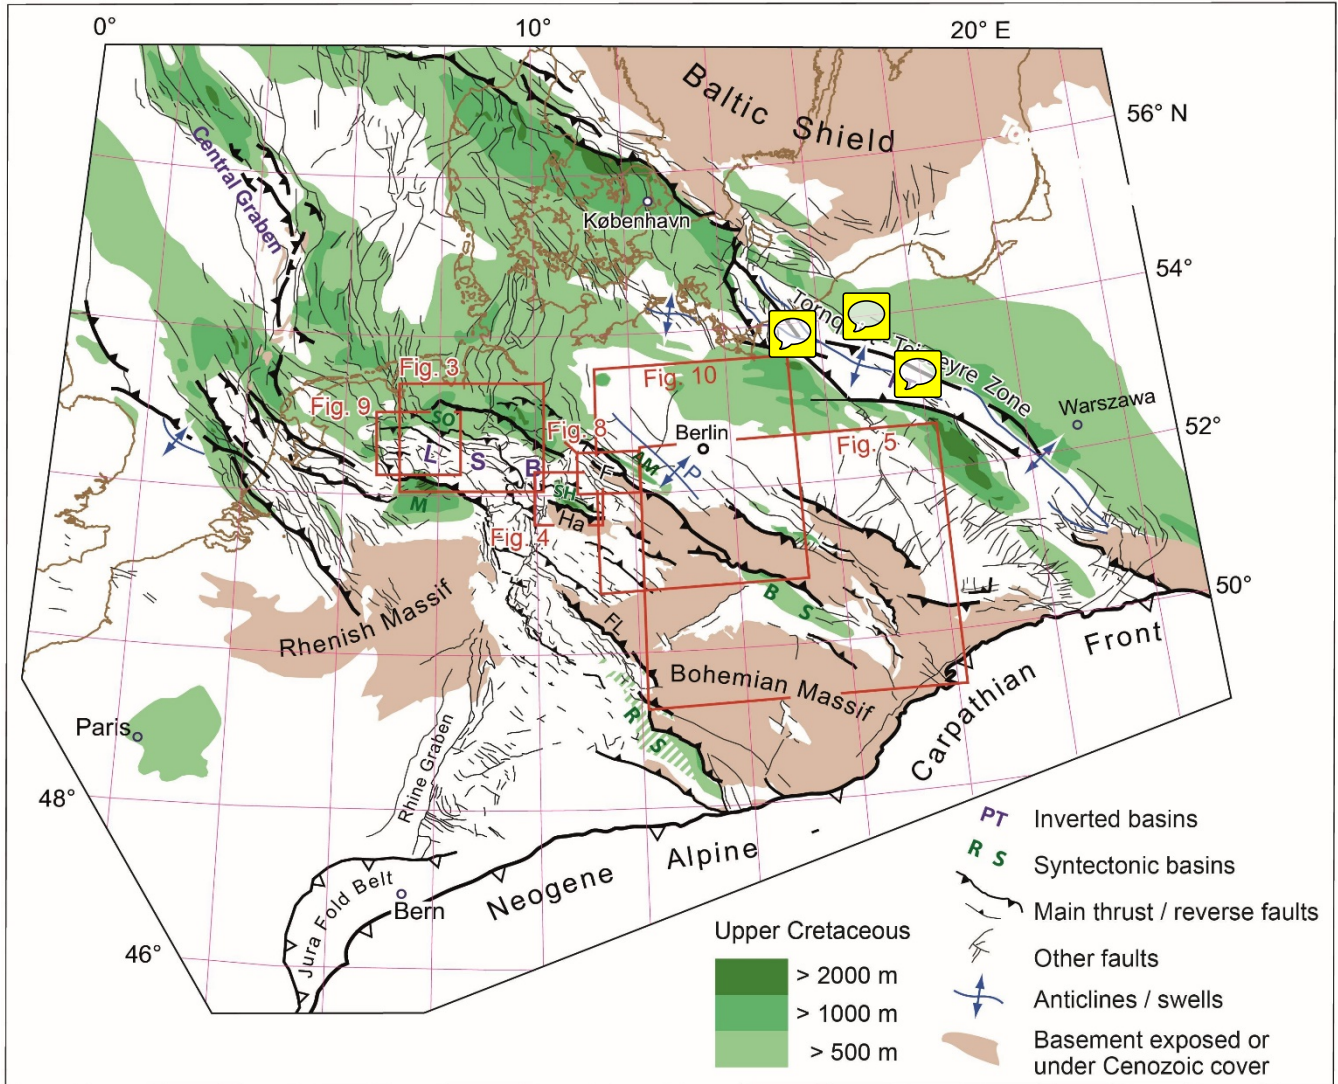 0°
10°
20° E
56° N
54°
52°
50°
48°
46°
Baltic Shield
Central Graben
København
Tornq
Teisseyre Zone
Warszawa
Fig. 3
Fig. 9
Fig. 10
Fig. 8
Fig. 5
Fig. 4
Berlin
SO
L S B
F
AM
P
SH
Ha
M
B S
Rhenish Massif
FL
Bohemian Massif
R S
Paris
Rhine Graben
Carpathian Front
Neogene Alpine
Jura Fold Belt
Bern
PT Inverted basins
R S Syntectonic basins
Main thrust / reverse faults
Other faults
Anticlines / swells
Basement exposed or
under Cenozoic cover
Upper Cretaceous
> 2000 m
> 1000 m
> 500 m